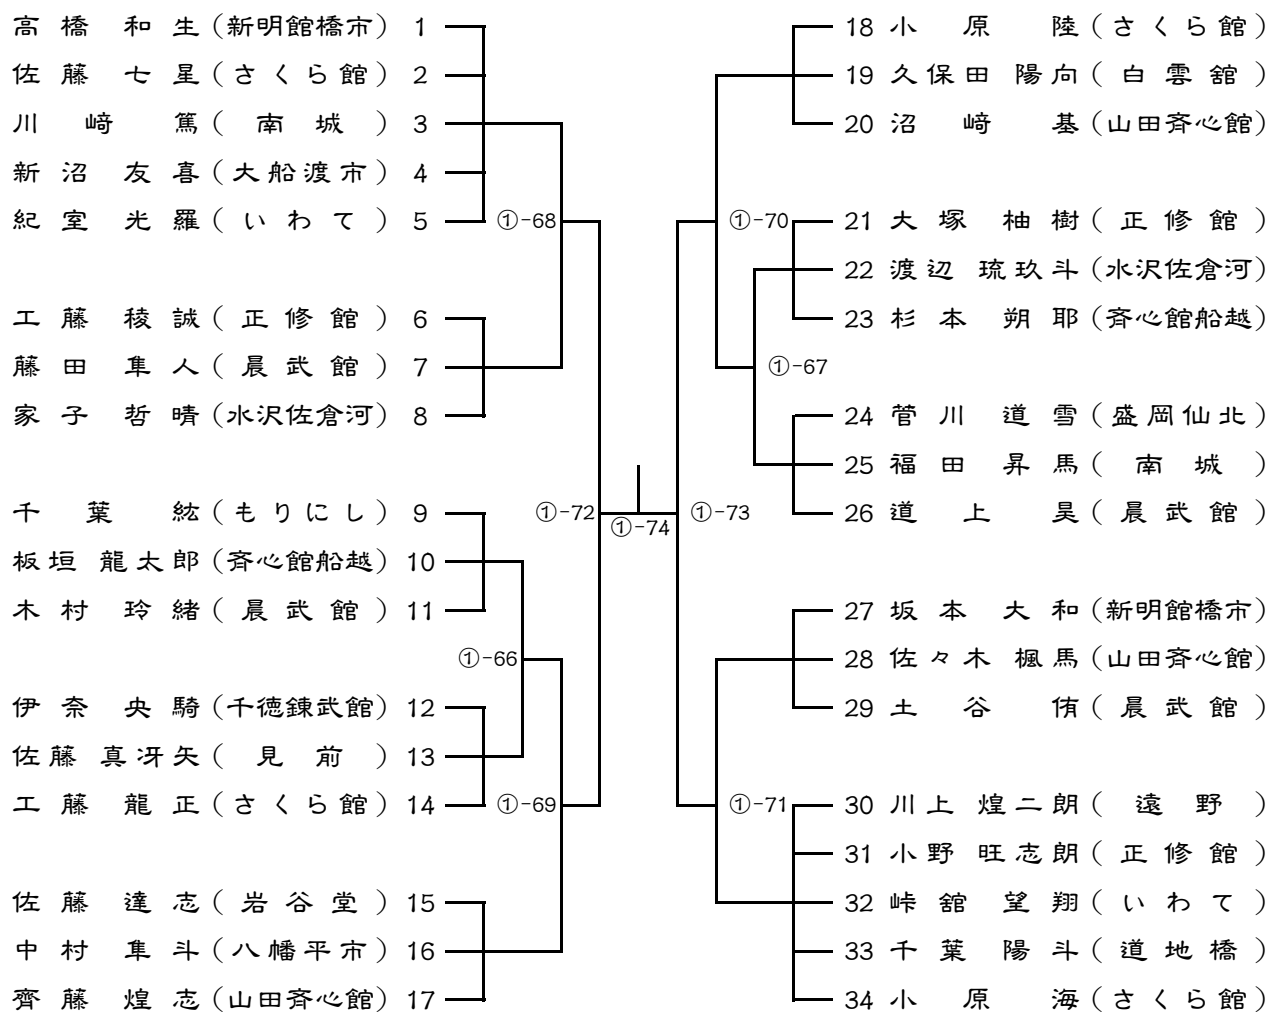 高橋 和生 (新明館橋市) 1
佐藤 七星 (さくら館) 2
川﨑 篤 (南城) 3
新沼 友喜 (大船渡市) 4
紀室 光羅 (いわて) 5
①-68
工藤 稜誠 (正修館) 6
藤田 隼人 (晨武館) 7
家子 哲晴 (水沢佐倉河) 8
千葉 紘 (もりにし) 9
①-72
板垣 龍太郎 (斉心館船越) 10
木村 玲緒 (晨武館) 11
①-66
伊奈 央騎 (千徳錬武館) 12
佐藤 真冴矢 (見前) 13
工藤 龍正 (さくら館) 14
①-69
佐藤 達志 (岩谷堂) 15
中村 隼斗 (八幡平市) 16
齊藤 煌志 (山田斉心館) 17
①-74
18 小原 陸 (さくら館)
19 久保田 陽向 (白雲舘)
20 沼﨑 基 (山田斉心館)
①-70
21 大塚 柚樹 (正修館)
22 渡辺 琉玖斗 (水沢佐倉河)
23 杉本 朔耶 (斉心館船越)
①-67
24 菅川 道雪 (盛岡仙北)
25 福田 昇馬 (南城)
①-73
26 道上 昊 (晨武館)
27 坂本 大和 (新明館橋市)
28 佐々木 楓馬 (山田斉心館)
29 土谷 侑 (晨武館)
①-71
30 川上 煌二朗 (遠野)
31 小野 旺志朗 (正修館)
32 峠舘 望翔 (いわて)
33 千葉 陽斗 (道地橋)
34 小原 海 (さくら館)